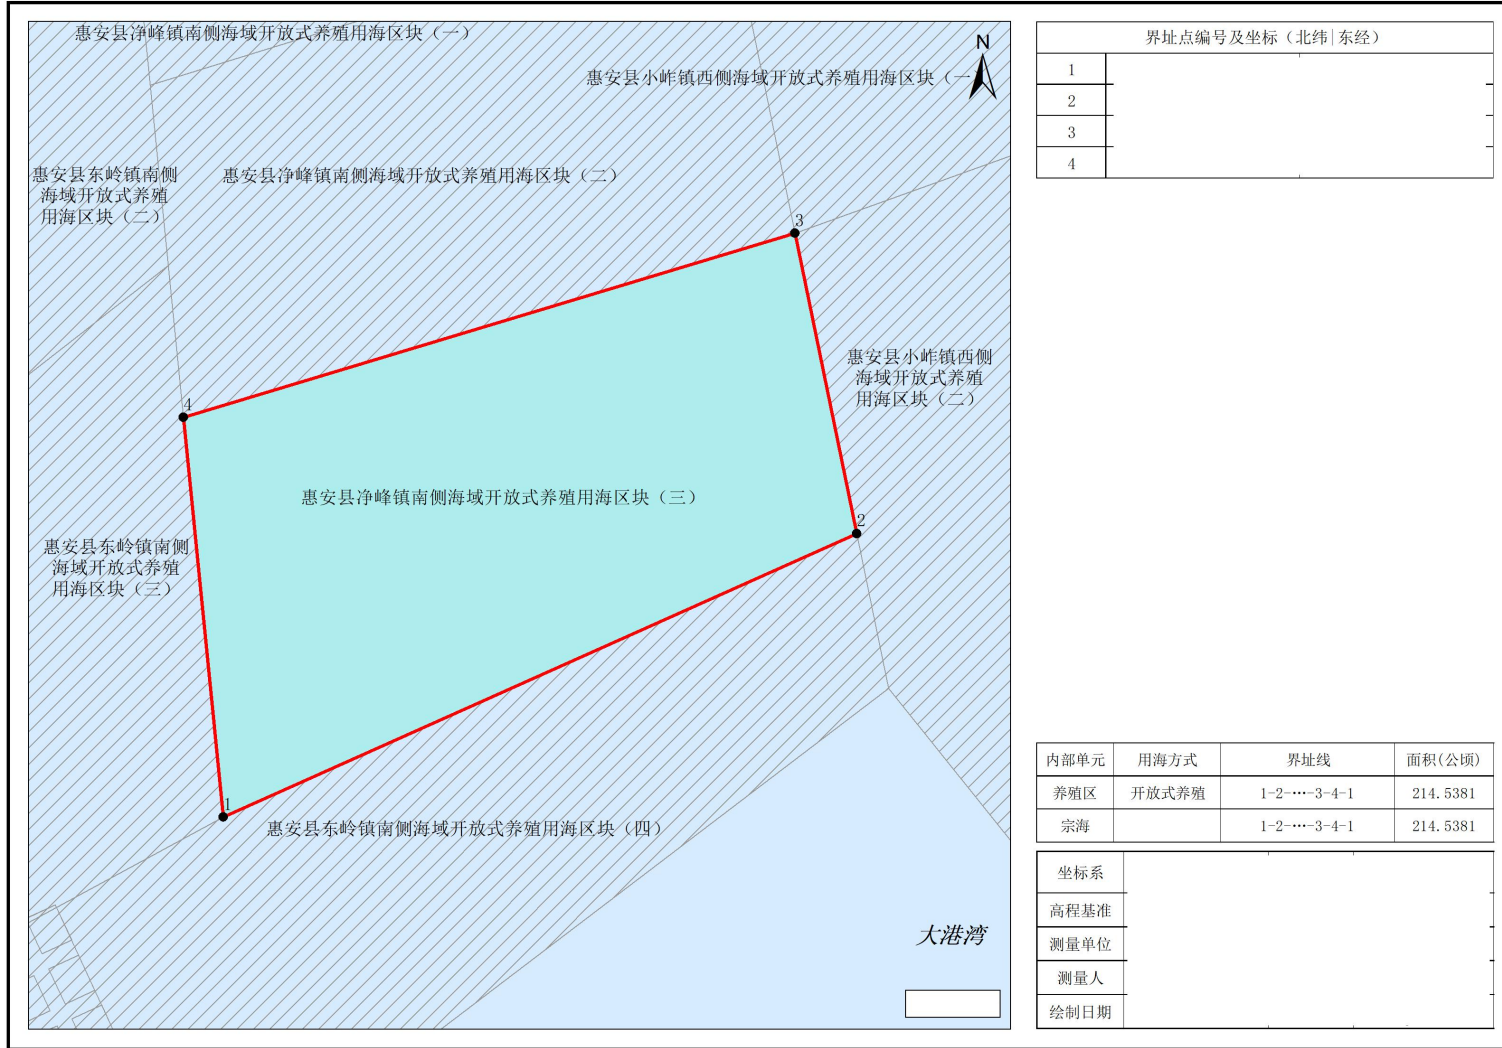 惠安县净峰镇南侧海域开放式养殖用海区块（一）
N
惠安县小岞镇西侧海域开放式养殖用海区块（一
惠安县东岭镇南侧
海域开放式养殖
用海区块（二）
惠安县净峰镇南侧海域开放式养殖用海区块（二）
3
惠安县小岞镇西侧
海域开放式养殖
用海区块（二）
4
惠安县净峰镇南侧海域开放式养殖用海区块（三）
2
惠安县东岭镇南侧
海域开放式养殖
用海区块（三）
1
惠安县东岭镇南侧海域开放式养殖用海区块（四）
大港湾
界址点编号及坐标（北纬|东经）
1
2
3
4
内部单元 用海方式 界址线 面积(公顷)
养殖区 开放式养殖 1-2-…-3-4-1 214.5381
宗海 1-2-…-3-4-1 214.5381
坐标系
高程基准
测量单位
测量人
绘制日期